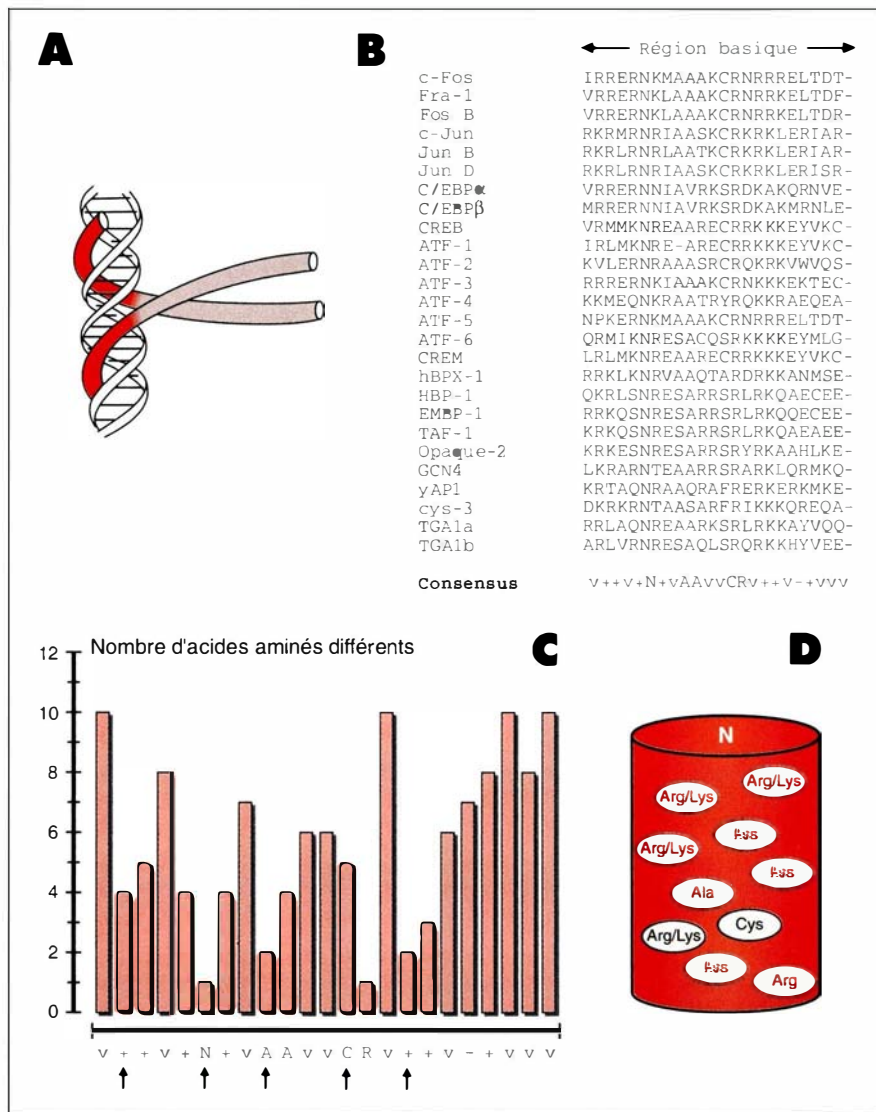 A
B
Région basique
c-Fos IRRERNKMAAAKCRNRRRELTDT-
Fra-1 VRRERNKLAAAKCRNRRKELTDF-
Fos B VRRERNKLAAAKCRNRRKELTDR-
c-Jun RKRMRNRIAASKCRKRKLERIAR-
Jun B RKRLRNRLAATKCRKRKLERIAR-
Jun D RKRLRNRIAASKCRKRKLERISR-
C/EBPα VRRERNNIAVRKSRDKAKQRNVE-
C/EBPβ MRRERNNIAVRKSRDKAKMRNLE-
CREB VRMMKNREAARECRRKKKEYVKC-
ATF-1 IRLMKNRE-ARECRRKKKEYVKC-
ATF-2 KVLERNRAAASRCRQKRKVWVQS-
ATF-3 RRRERNKIAAAKCRNKKKEKTEC-
ATF-4 KKMEQNKRAATRYRQKKRAEQEA-
ATF-5 NPKERNKMAAAKCRNRRRELTDT-
ATF-6 QRMIKNRESACQSRKKKKEYMLG-
CREM LRLMKNREAARECRRKKKEYVKC-
hBPX-1 RRKLKNRVAAQTARDRKKANMSE-
HBP-1 QKRLSNRESARRSRLRKQAECEE-
EMBP-1 RRKQSNRESARRSRLRKQQECEE-
TAF-1 KRKQSNRESARRSRLRKQAEAEE-
Opaque-2 KRKESNRESARRSRYRKAAHLKE-
GCN4 LKRARNTEAARRSRARKLQRMKQ-
yAP1 KRTAQNRAAQRAFRERKERKMKE-
cys-3 DKRKRNTAASARFRIKKKQREQA-
TGA1a RRLAQNREAARKSRLRKKAYVQQ-
TGA1b ARLVRNRESAQLSRQRKKHYVEE-
Consensus v++v+N+vAAvvCRv++v-+vvv
C
Nombre d'acides aminés différents
12
10
8
6
4
2
0
v + + v + N + v A A v v C R v + + v - + v v v
D
N
Arg/Lys
Arg/Lys
Arg/Lys
Ala
Arg/Lys
Cys
Arg